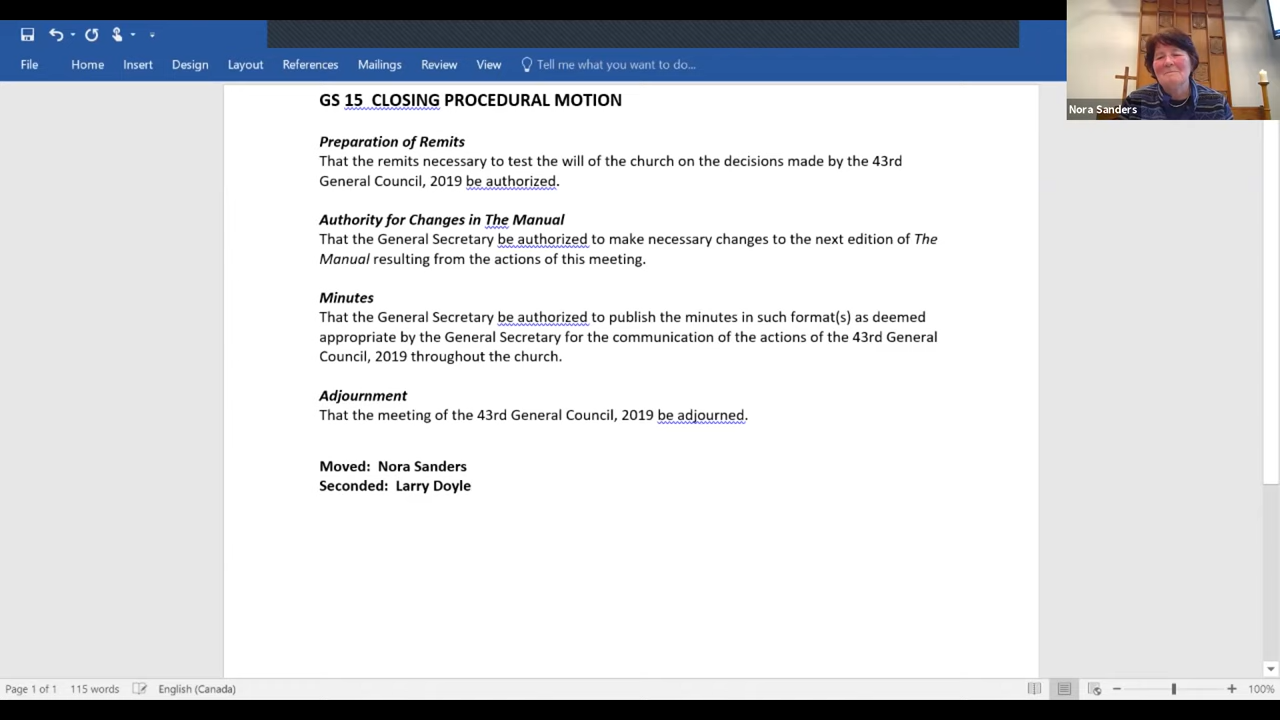 File Home Insert Design Layout References Mailings Review View Tell me what you want to do...
Nora Sanders
GS 15 CLOSING PROCEDURAL MOTION
Preparation of Remits
That the remits necessary to test the will of the church on the decisions made by the 43rd
General Council, 2019 be authorized.
Authority for Changes in The Manual
That the General Secretary be authorized to make necessary changes to the next edition of The
Manual resulting from the actions of this meeting.
Minutes
That the General Secretary be authorized to publish the minutes in such format(s) as deemed
appropriate by the General Secretary for the communication of the actions of the 43rd General
Council, 2019 throughout the church.
Adjournment
That the meeting of the 43rd General Council, 2019 be adjourned.
Moved: Nora Sanders
Seconded: Larry Doyle
Page 1 of 1 115 words English (Canada) 100%